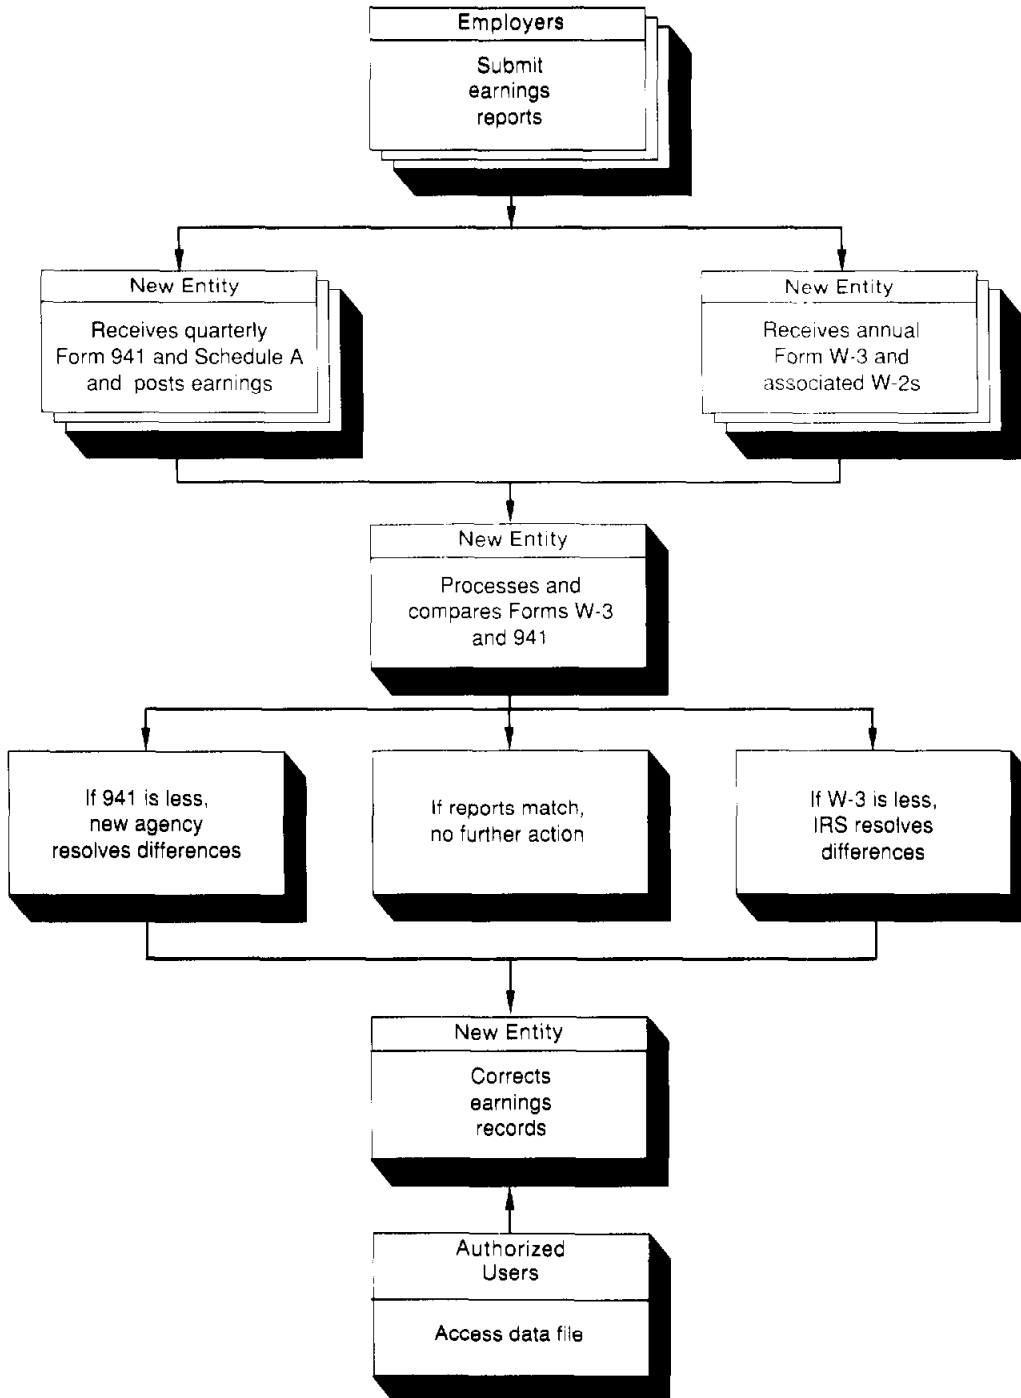 Employers
Submit
earnings
reports
New Entity
Receives quarterly
Form 941 and Schedule A
and posts earnings
New Entity
Receives annual
Form W-3 and
associated W-2s
New Entity
Processes and
compares Forms W-3
and 941
If 941 is less,
new agency
resolves differences
If reports match,
no further action
If W-3 is less,
IRS resolves
differences
New Entity
Corrects
earnings
records
Authorized
Users
Access data file